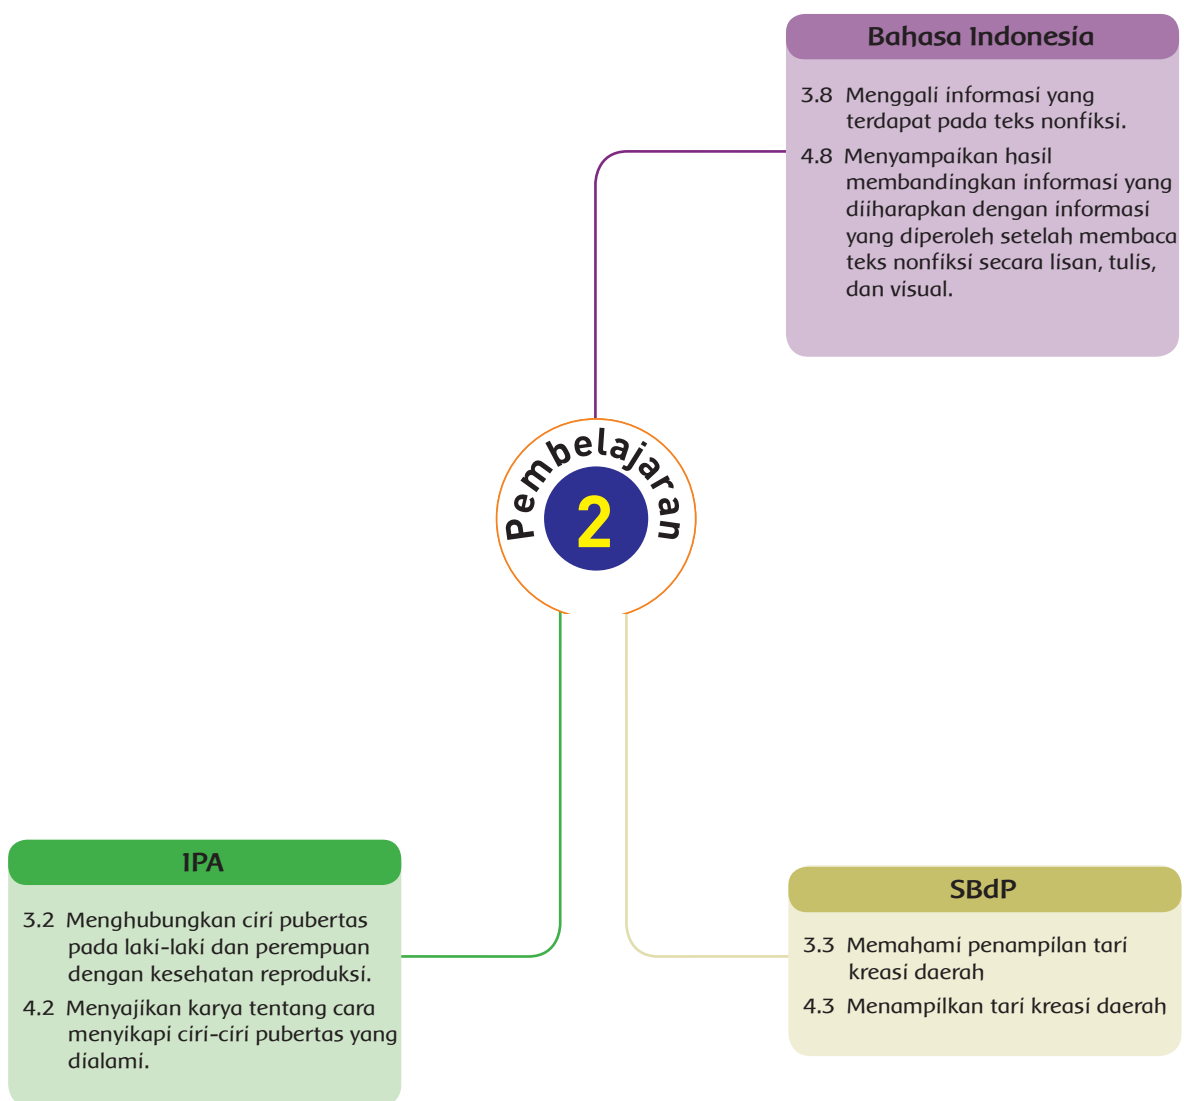 Bahasa Indonesia
3.8 Menggali informasi yang
terdapat pada teks nonfiksi.
4.8 Menyampaikan hasil
membandingkan informasi yang
diiharapkan dengan informasi
yang diperoleh setelah membaca
teks nonfiksi secara lisan, tulis,
dan visual.
Pembelajaran
2
IPA
3.2 Menghubungkan ciri pubertas
pada laki-laki dan perempuan
dengan kesehatan reproduksi.
4.2 Menyajikan karya tentang cara
menyikapi ciri-ciri pubertas yang
dialami.
SBdP
3.3 Memahami penampilan tari
kreasi daerah
4.3 Menampilkan tari kreasi daerah